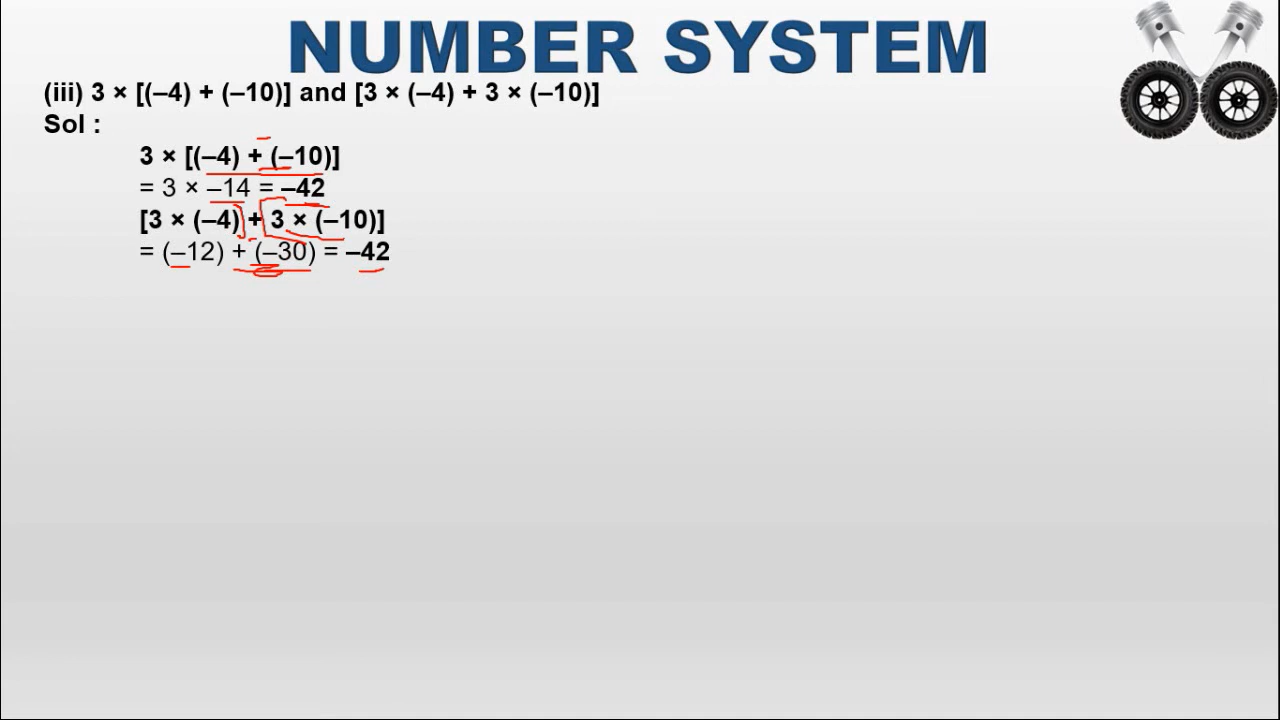 NUMBER SYSTEM
(iii) 3 × [(–4) + (–10)] and [3 × (–4) + 3 × (–10)]
Sol :
3 × [(–4) + (–10)]
= 3 × –14 = –42
[3 × (–4) + 3 × (–10)]
= (–12) + (–30) = –42